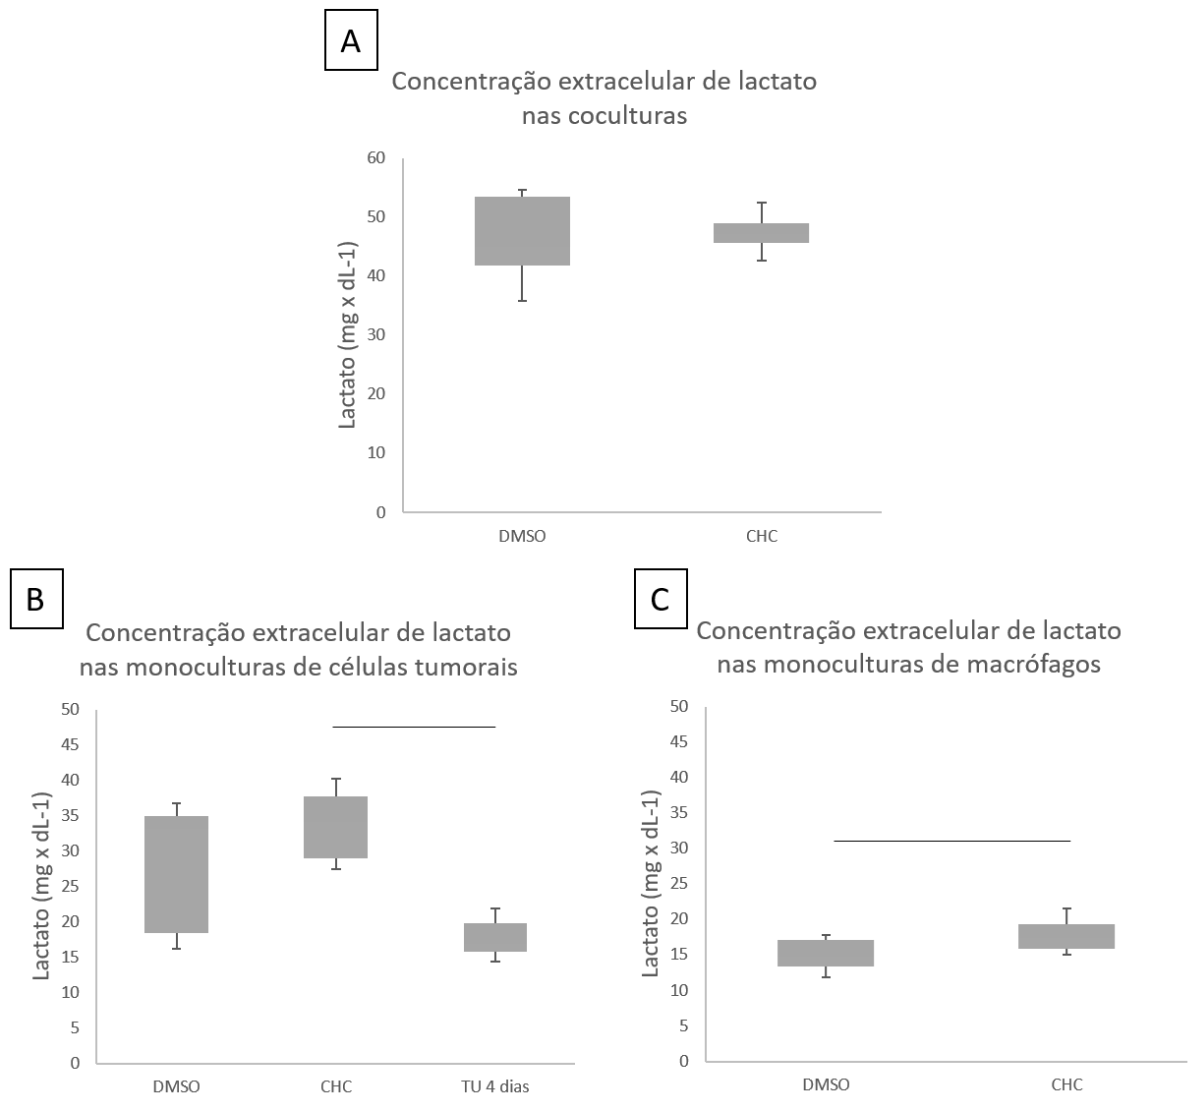 A
Concentração extracelular de lactato
nas coculturas
Lactato (mg x dL-1)
60
50
40
30
20
10
0
DMSO
CHC
B
Concentração extracelular de lactato
nas monoculturas de células tumorais
Lactato (mg x dL-1)
50
45
40
35
30
25
20
15
10
5
0
DMSO
CHC
TU 4 dias
C
Concentração extracelular de lactato
nas monoculturas de macrófagos
Lactato (mg x dL-1)
50
45
40
35
30
25
20
15
10
5
0
DMSO
CHC